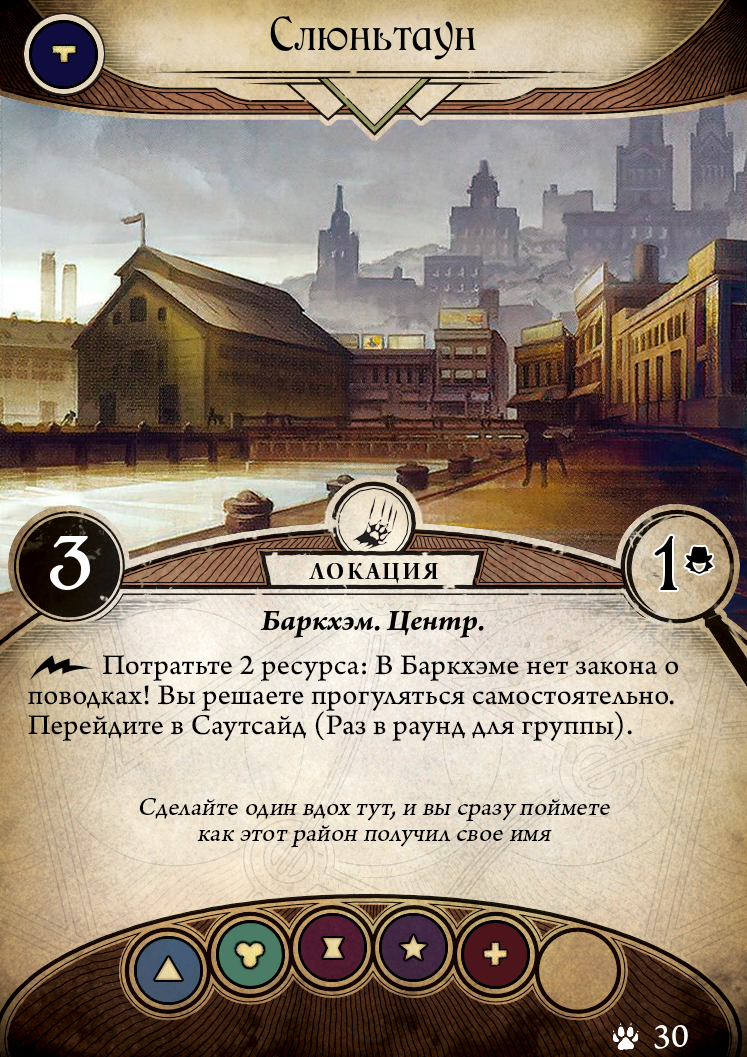 Слюньтаун
3
ЛОКАЦИЯ
1
Баркхэм. Центр.
Потратьте 2 ресурса: В Баркхэме нет закона о
поводках! Вы решаете прогуляться самостоятельно.
Перейдите в Саутсайд (Раз в раунд для группы).
Сделайте один вдох тут, и вы сразу поймете
как этот район получил свое имя
30